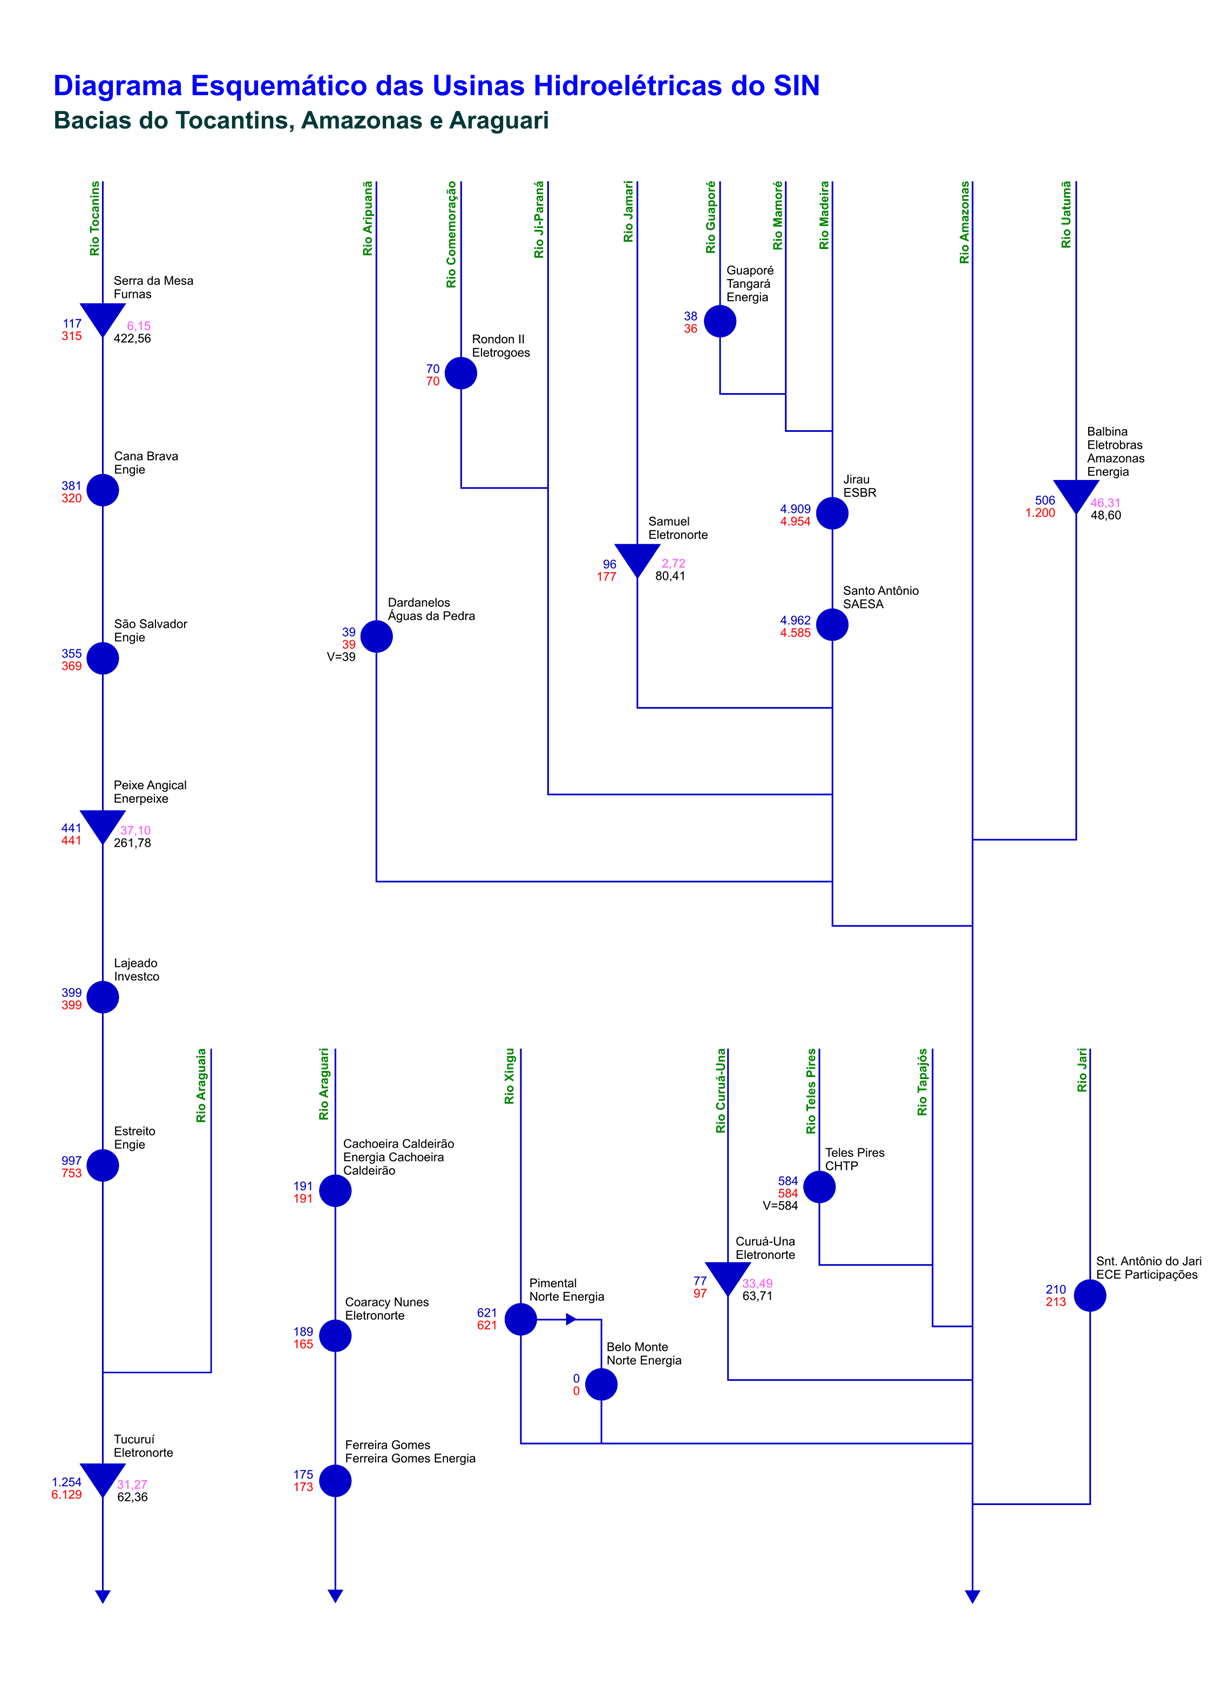 Diagrama Esquemático das Usinas Hidroelétricas do SIN
Bacias do Tocantins, Amazonas e Araguari
Rio Tocanins
Serra da Mesa
Furnas
117
315
6,15
422,56
Cana Brava
Engie
381
320
São Salvador
Engie
355
369
Peixe Angical
Enerpeixe
441
441
37,10
261,78
Lajeado
Investco
399
399
Estreito
Engie
997
753
Rio Araguaia
Tucuruí
Eletronorte
1.254
6.129
31,27
62,36
Rio Aripuanã
Dardanelos
Águas da Pedra
39
39
V=39
Rio Comemoração
Rondon II
Eletrogoes
70
70
Rio Ji-Paraná
Rio Jamari
Samuel
Eletronorte
96
177
2,72
80,41
Rio Guaporé
Guaporé
Tangará
Energia
38
36
Rio Mamoré
Rio Madeira
Jirau
ESBR
4.909
4.954
Santo Antônio
SAESA
4.962
4.585
Rio Amazonas
Rio Uatumã
Balbina
Eletrobras
Amazonas
Energia
506
1.200
46,31
48,60
Rio Araguari
Cachoeira Caldeirão
Energia Cachoeira
Caldeirão
191
191
Coaracy Nunes
Eletronorte
189
165
Ferreira Gomes
Ferreira Gomes Energia
175
173
Rio Xingu
Pimental
Norte Energia
621
621
Belo Monte
Norte Energia
0
0
Rio Curuá-Una
Curuá-Una
Eletronorte
77
97
33,49
63,71
Rio Teles Pires
Teles Pires
CHTP
584
584
V=584
Rio Tapajós
Rio Jari
Snt. Antônio do Jari
ECE Participações
210
213